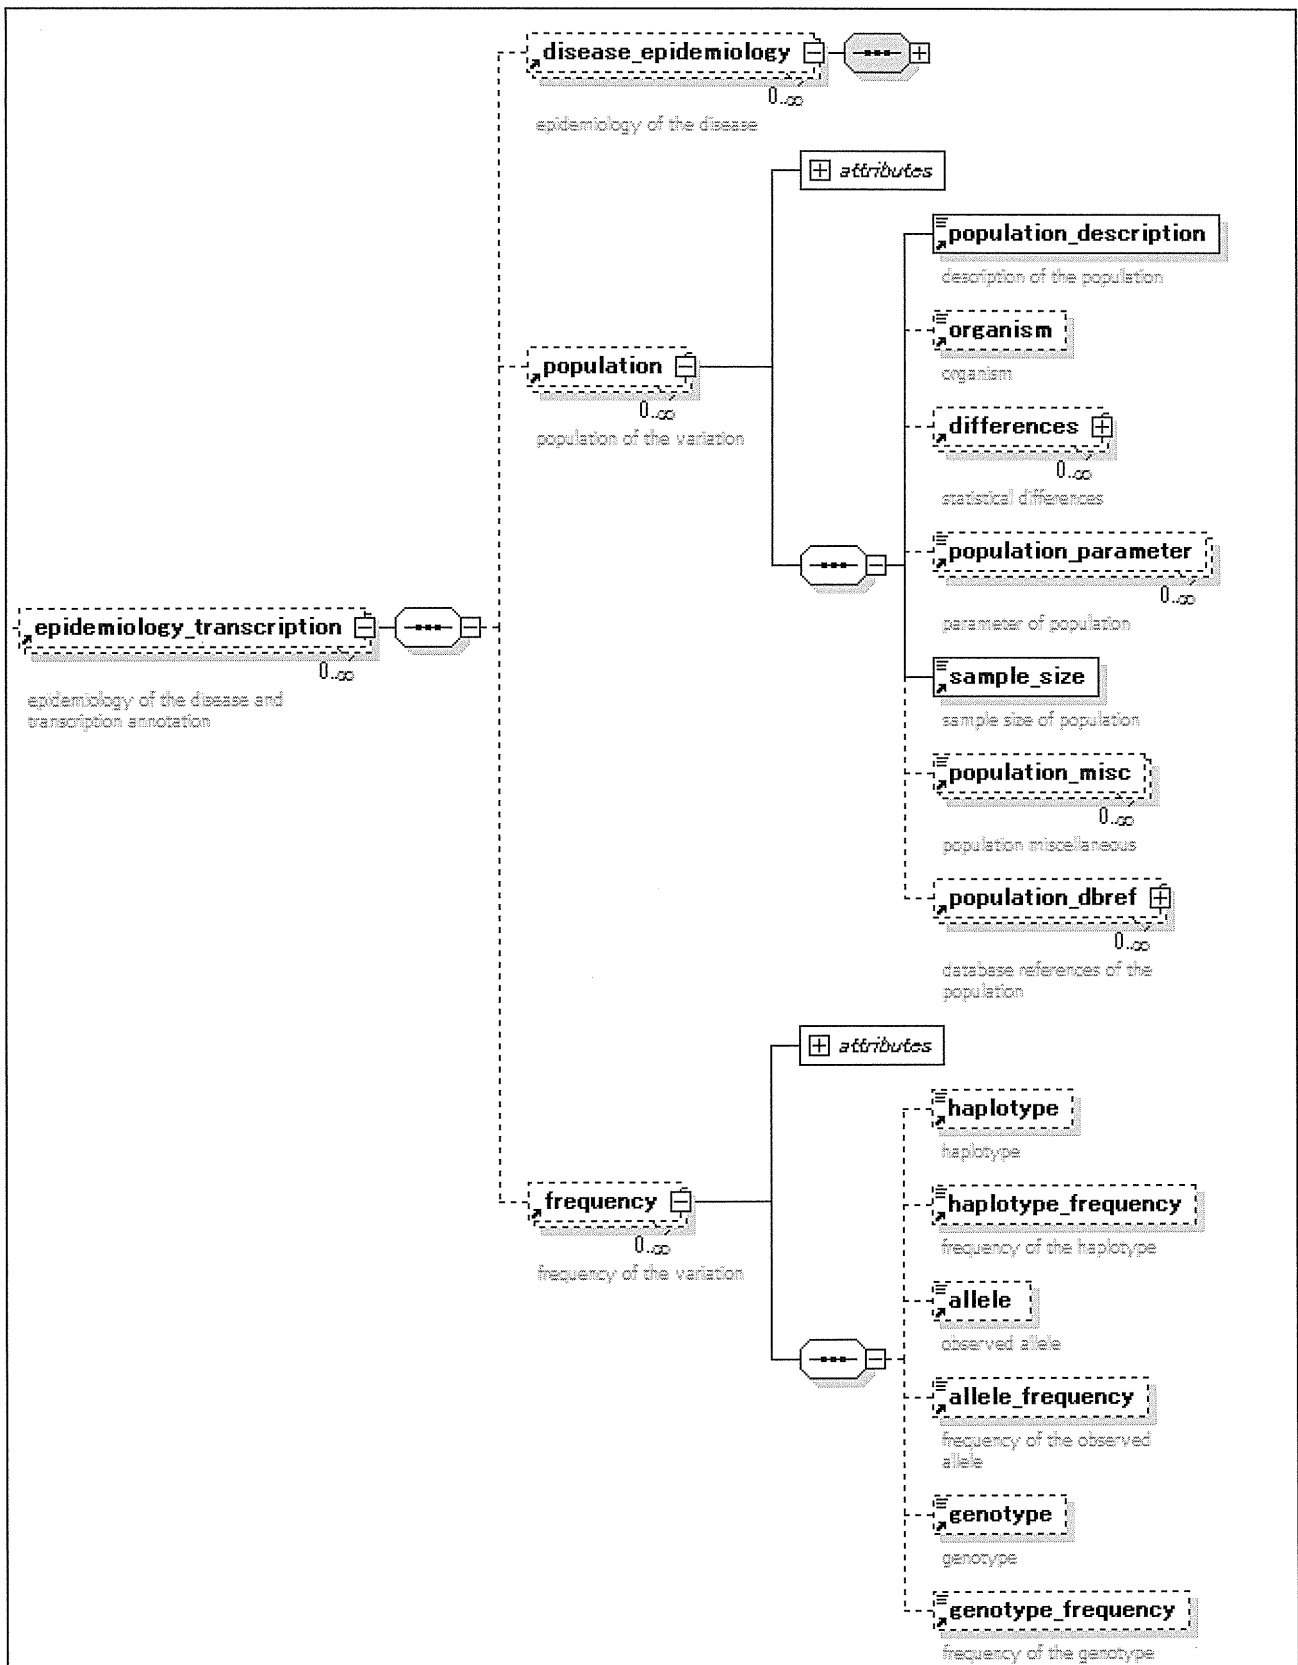 disease_epidemiology
0..∞
epidemiology of the disease
attributes
population_description
description of the population
organism
organism
population
0..∞
population of the variation
differences
0..∞
statistical differences
population_parameter
0..∞
parameter of population
epidemiology_transcription
0..∞
epidemiology of the disease and
transcription annotation
sample_size
sample size of population
population_misc
0..∞
population miscellaneous
population_dbref
0..∞
database references of the
population
attributes
haplotype
haplotype
frequency
0..∞
frequency of the variation
haplotype_frequency
frequency of the haplotype
allele
observed allele
allele_frequency
frequency of the observed
allele
genotype
genotype
genotype_frequency
frequency of the genotype